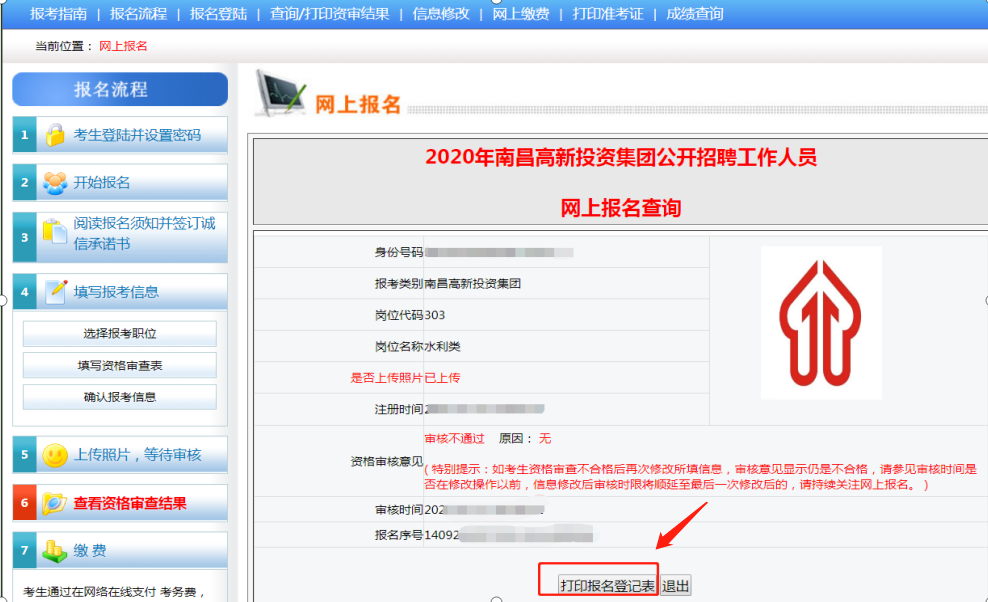 报考指南 | 报名流程 | 报名登陆 | 查询/打印资审结果 | 信息修改 | 网上缴费 | 打印准考证 | 成绩查询
当前位置： 网上报名
报名流程
1 考生登陆并设置密码
2 开始报名
3 阅读报名须知并签订诚
信承诺书
4 填写报考信息
选择报考职位
填写资格审查表
确认报考信息
5 上传照片，等待审核
6 查看资格审查结果
7 缴 费
考生通过在网络在线支付 考务费，
网上报名
2020年南昌高新投资集团公开招聘工作人员
网上报名查询
身份号码
报考类别 南昌高新投资集团
岗位代码 303
岗位名称 水利类
是否上传照片 已上传
注册时间 2
资格审核意见
审核不通过 原因： 无
( 特别提示：如考生资格审查不合格后再次修改所填信息，审核意见显示仍是不合格，请参见审核时间是
否在修改操作以前，信息修改后审核时限将顺延至最后一次修改后的，请持续关注网上报名。 )
审核时间 202
报名序号 14092
打印报名登记表 退出